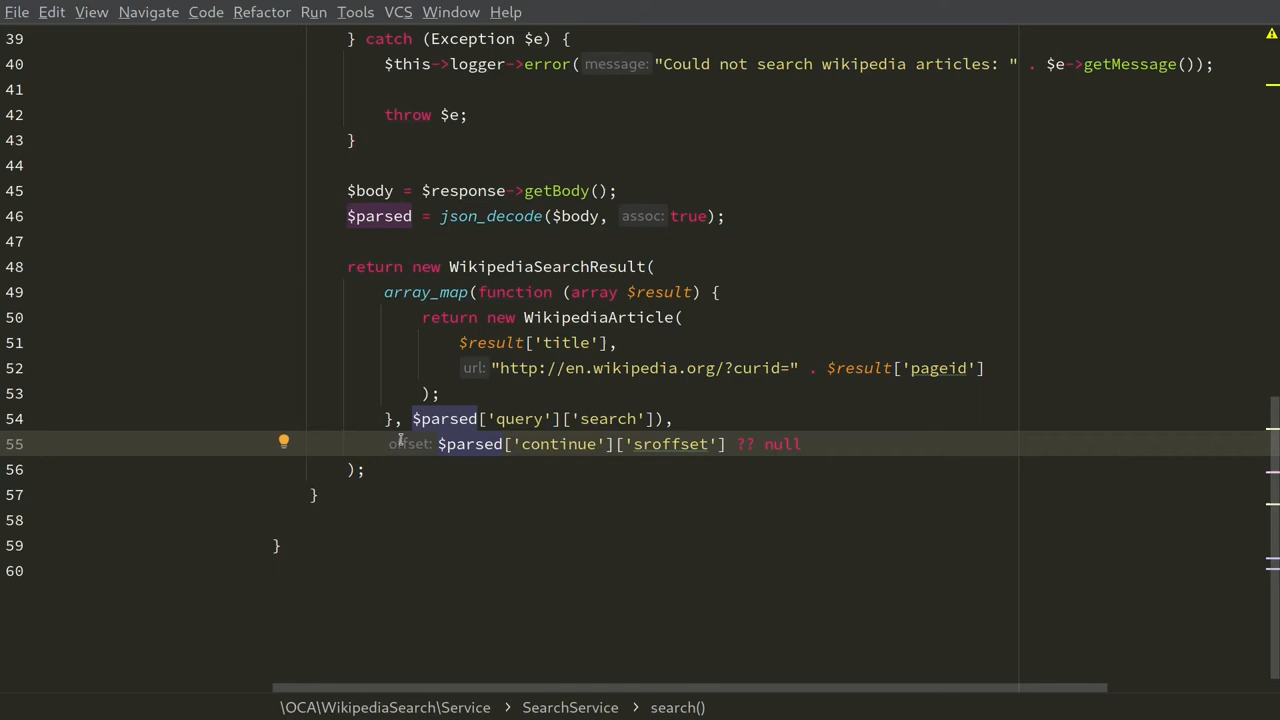 File Edit View Navigate Code Refactor Run Tools VCS Window Help
39 } catch (Exception $e) {
40 $this->logger->error( message: "Could not search wikipedia articles: " . $e->getMessage());
41
42 throw $e;
43 }
44
45 $body = $response->getBody();
46 $parsed = json_decode($body, assoc: true);
47
48 return new WikipediaSearchResult(
49 array_map(function (array $result) {
50 return new WikipediaArticle(
51 $result['title'],
52 url: "http://en.wikipedia.org/?curid=" . $result['pageid']
53 );
54 }, $parsed['query']['search']),
55 offset: $parsed['continue']['sroffset'] ?? null
56 );
57 }
58
59 }
60
\OCA\WikipediaSearch\Service > SearchService > search()